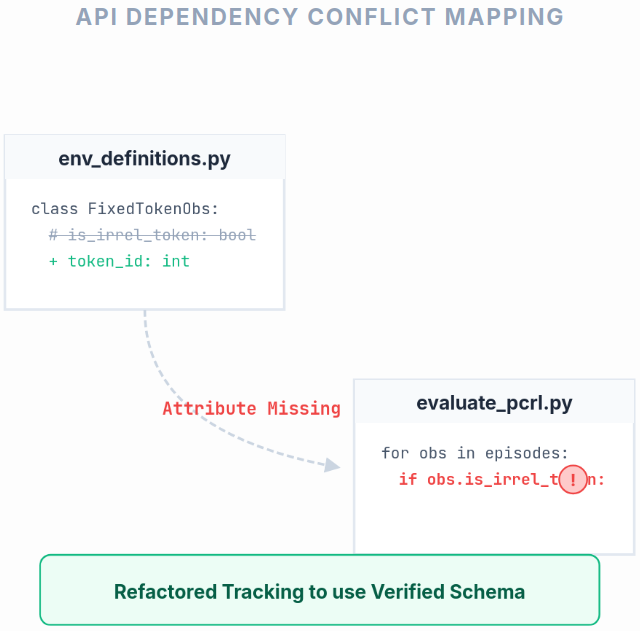 API DEPENDENCY CONFLICT MAPPING
env_definitions.py
class FixedTokenObs:
# is_irrel_token: bool
+ token_id: int
Attribute Missing
evaluate_pcrl.py
for obs in episodes:
if obs.is_irrel_t
!
n:
Refactored Tracking to use Verified Schema